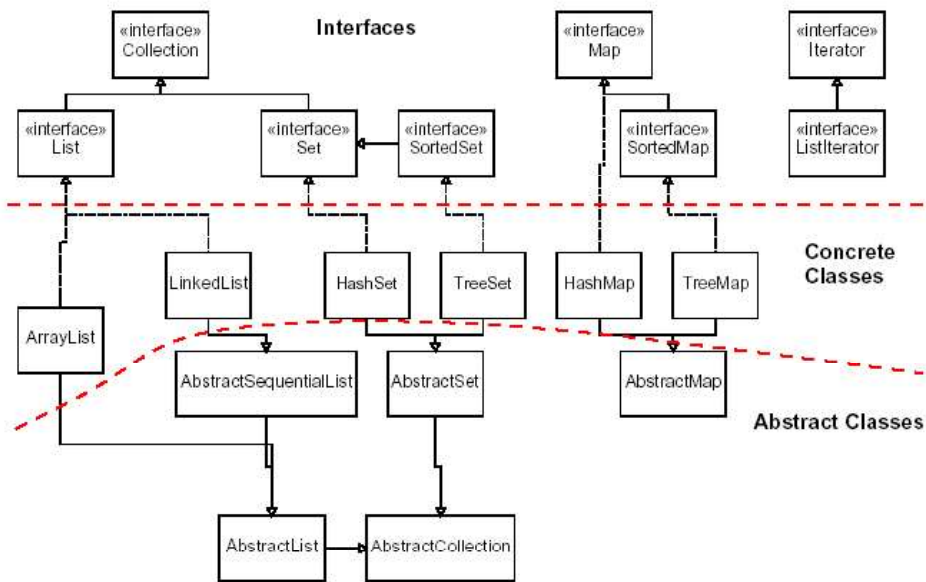 Interfaces
«interface»
Collection
«interface»
Map
«interface»
Iterator
«interface»
List
«interface»
Set
«interface»
SortedSet
«interface»
SortedMap
«interface»
ListIterator
Concrete
Classes
LinkedList
HashSet
TreeSet
HashMap
TreeMap
ArrayList
AbstractSequentialList
AbstractSet
AbstractMap
Abstract Classes
AbstractList
AbstractCollection